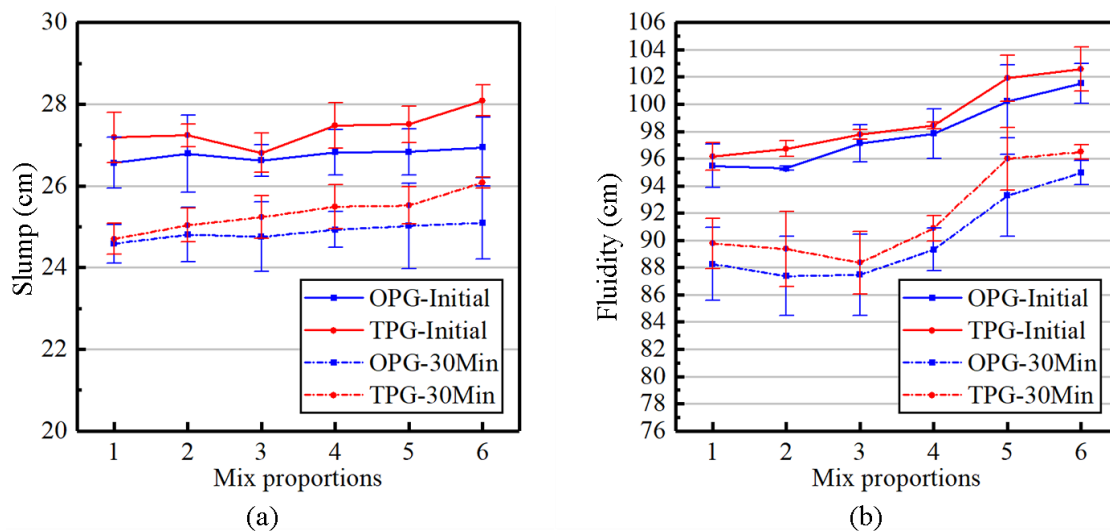 30
28
26
24
22
20
Slump (cm)
OPG-Initial
TPG-Initial
OPG-30Min
TPG-30Min
1 2 3 4 5 6
Mix proportions
(a)
106
104
102
100
98
96
94
92
90
88
86
84
82
80
78
76
Fluidity (cm)
OPG-Initial
TPG-Initial
OPG-30Min
TPG-30Min
1 2 3 4 5 6
Mix proportions
(b)